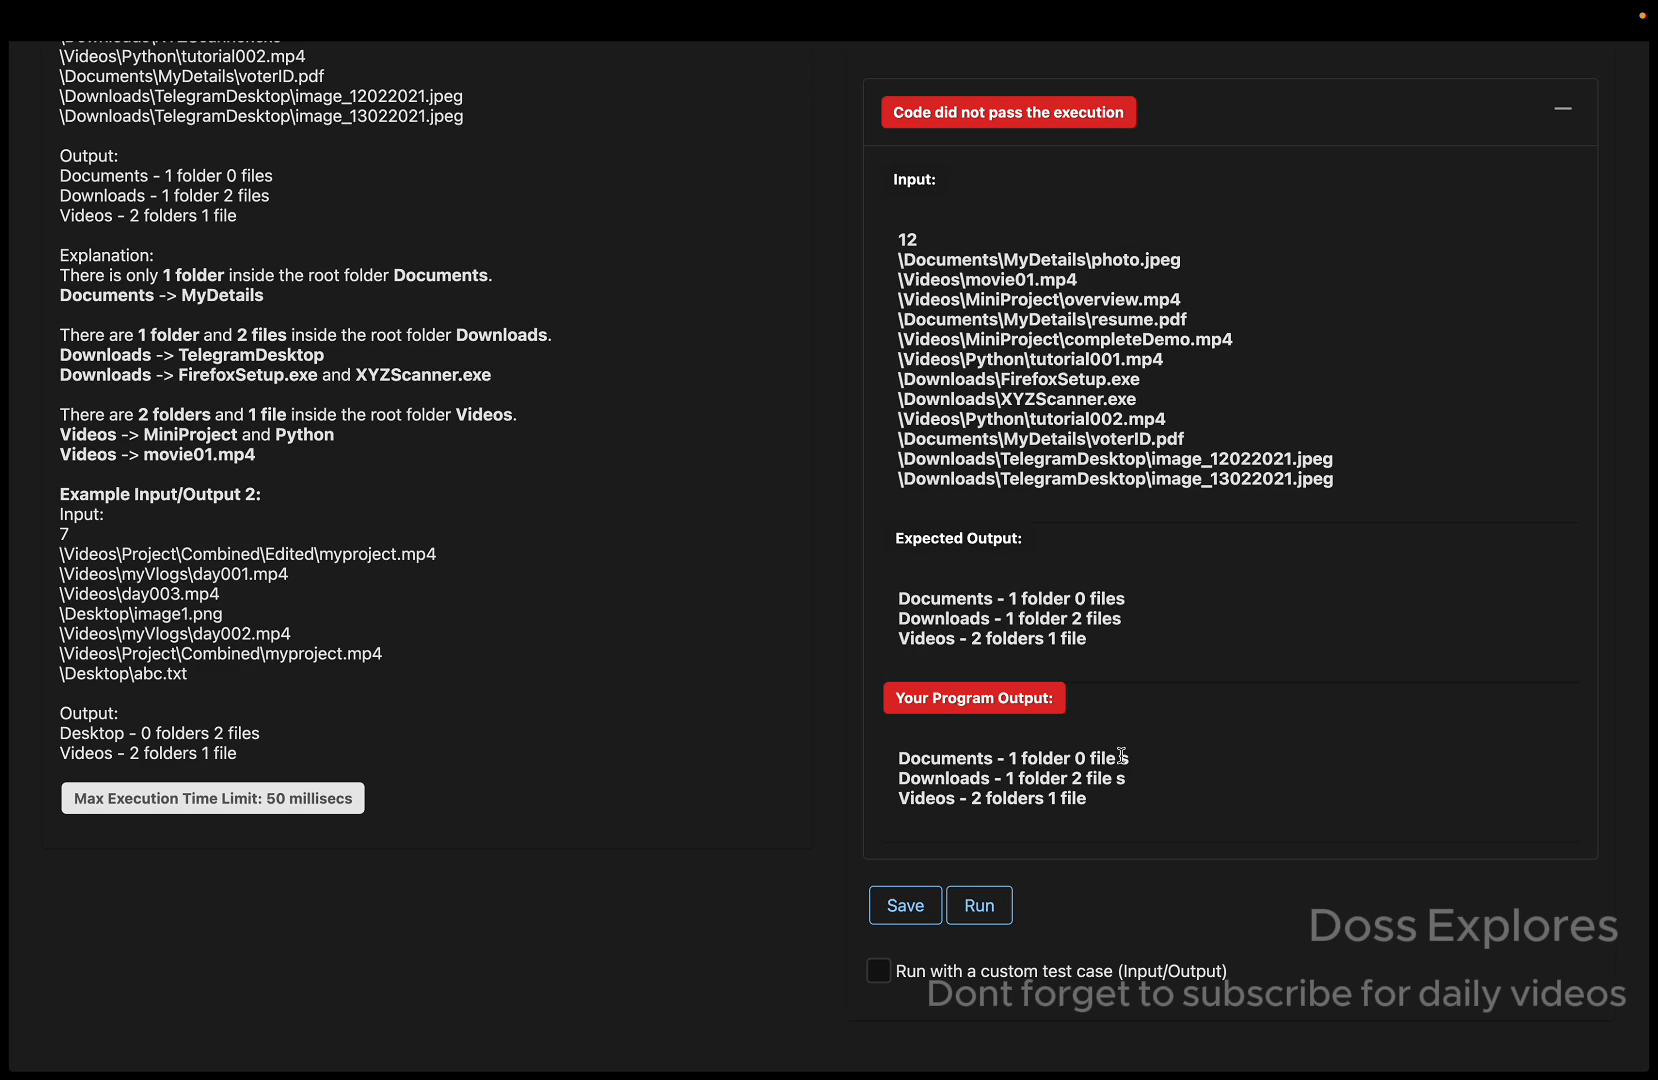 \Videos\Python\tutorial002.mp4
\Documents\MyDetails\voterID.pdf
\Downloads\TelegramDesktop\image_12022021.jpeg
\Downloads\TelegramDesktop\image_13022021.jpeg
Output:
Documents - 1 folder 0 files
Downloads - 1 folder 2 files
Videos - 2 folders 1 file
Explanation:
There is only 1 folder inside the root folder Documents.
Documents -> MyDetails
There are 1 folder and 2 files inside the root folder Downloads.
Downloads -> TelegramDesktop
Downloads -> FirefoxSetup.exe and XYZScanner.exe
There are 2 folders and 1 file inside the root folder Videos.
Videos -> MiniProject and Python
Videos -> movie01.mp4
Example Input/Output 2:
Input:
7
\Videos\Project\Combined\Edited\myproject.mp4
\Videos\myVlogs\day001.mp4
\Videos\day003.mp4
\Desktop\image1.png
\Videos\myVlogs\day002.mp4
\Videos\Project\Combined\myproject.mp4
\Desktop\abc.txt
Output:
Desktop - 0 folders 2 files
Videos - 2 folders 1 file
Max Execution Time Limit: 50 millisecs
Code did not pass the execution
Input:
12
\Documents\MyDetails\photo.jpeg
\Videos\movie01.mp4
\Videos\MiniProject\overview.mp4
\Documents\MyDetails\resume.pdf
\Videos\MiniProject\completeDemo.mp4
\Videos\Python\tutorial001.mp4
\Downloads\FirefoxSetup.exe
\Downloads\XYZScanner.exe
\Videos\Python\tutorial002.mp4
\Documents\MyDetails\voterID.pdf
\Downloads\TelegramDesktop\image_12022021.jpeg
\Downloads\TelegramDesktop\image_13022021.jpeg
Expected Output:
Documents - 1 folder 0 files
Downloads - 1 folder 2 files
Videos - 2 folders 1 file
Your Program Output:
Documents - 1 folder 0 file s
Downloads - 1 folder 2 file s
Videos - 2 folders 1 file
Save Run
Doss Explores
Run with a custom test case (Input/Output)
Dont forget to subscribe for daily videos